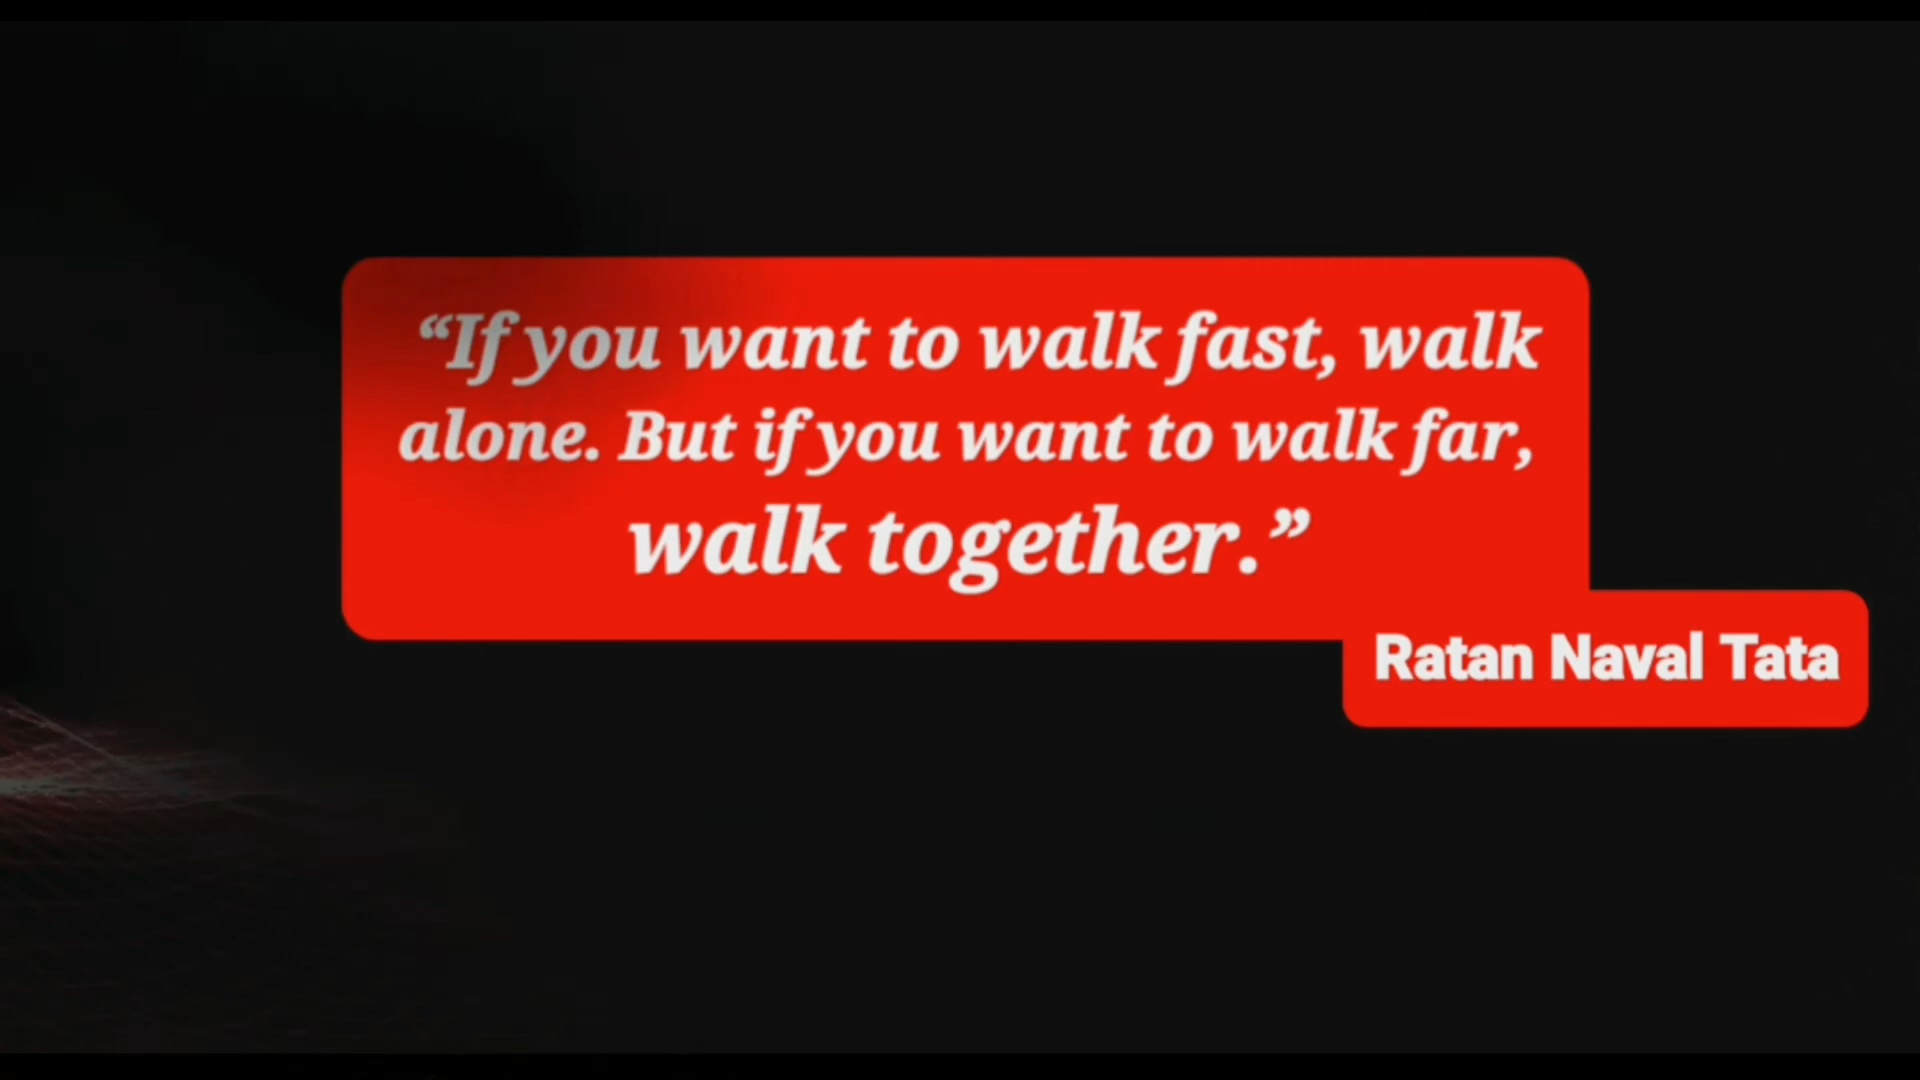 “If you want to walk fast, walk
alone. But if you want to walk far,
walk together.”
Ratan Naval Tata